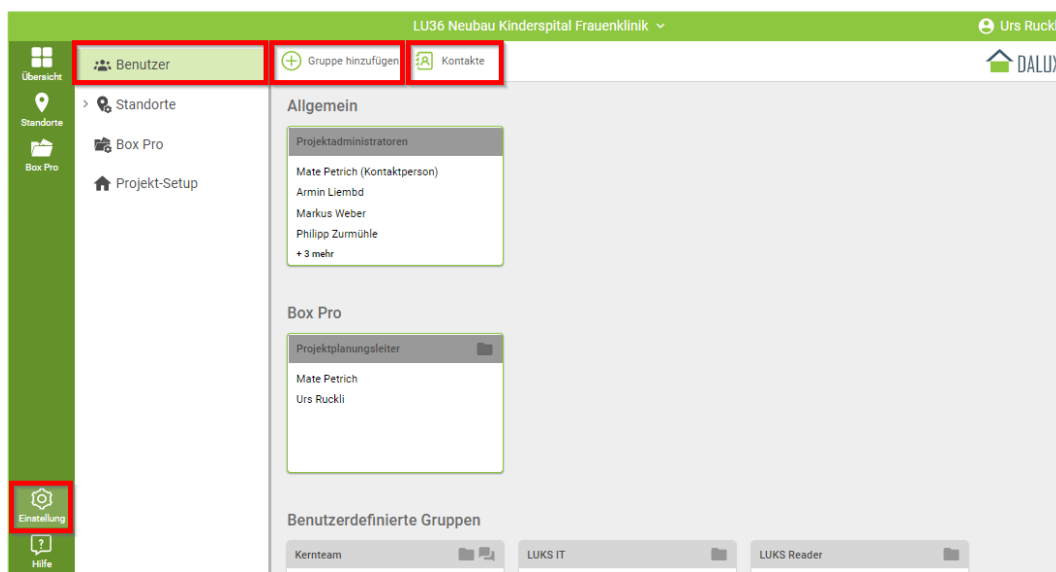 LU36 Neubau Kinderspital Frauenklinik
Urs Ruckl
Übersicht
Standorte
Box Pro
Einstellung
Hilfe
Benutzer
Standorte
Box Pro
Projekt-Setup
Gruppe hinzufügen
Kontakte
DALUX
Allgemein
Projektadministratoren
Mate Petrich (Kontaktperson)
Armin Liembd
Markus Weber
Philipp Zurmühle
+ 3 mehr
Box Pro
Projektplanungsleiter
Mate Petrich
Urs Ruckli
Benutzerdefinierte Gruppen
Kernteam
LUKS IT
LUKS Reader